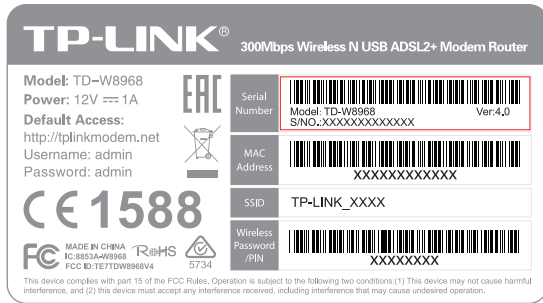 TP-LINK®
300Mbps Wireless N USB ADSL2+ Modem Router
Model: TD-W8968
Power: 12V ⎓ 1A
Default Access:
http://tplinkmodem.net
Username: admin
Password: admin
EAC
CE 1588
FC MADE IN CHINA
IC:8853A-W8968
FCC ID:TE7TDW8968V4
RoHS
5734
Serial
Number
Model: TD-W8968 Ver:4.0
S/NO.:XXXXXXXXXXXXX
MAC
Address
XXXXXXXXXXXX
SSID
TP-LINK_XXXX
Wireless
Password
/PIN
XXXXXXXX
This device complies with part 15 of the FCC Rules, Operation is subject to the following two conditions:(1) This device may not cause harmful
interference, and (2) this device must accept any interference received, including interference that may cause undesired operation.